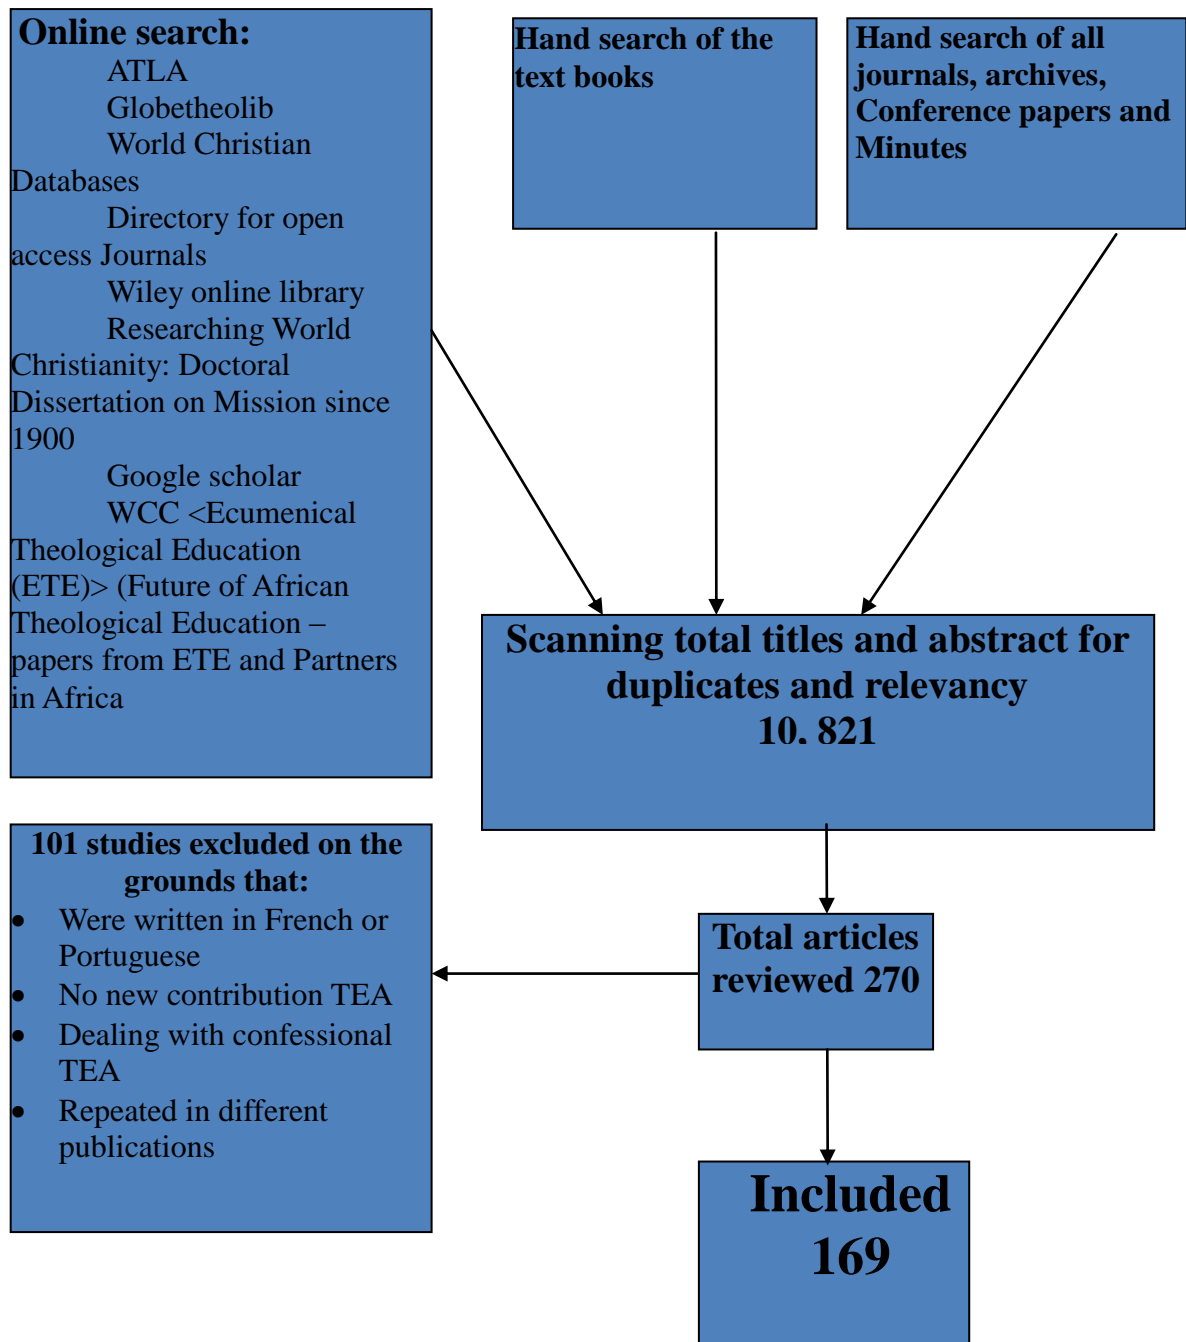 Online search:
ATLA
Globetheolib
World Christian
Databases
Directory for open
access Journals
Wiley online library
Researching World
Christianity: Doctoral
Dissertation on Mission since
1900
Google scholar
WCC <Ecumenical
Theological Education
(ETE)> (Future of African
Theological Education –
papers from ETE and Partners
in Africa
Hand search of the
text books
Hand search of all
journals, archives,
Conference papers and
Minutes
Scanning total titles and abstract for
duplicates and relevancy
10, 821
101 studies excluded on the
grounds that:
• Were written in French or
Portuguese
• No new contribution TEA
• Dealing with confessional
TEA
• Repeated in different
publications
Total articles
reviewed 270
Included
169